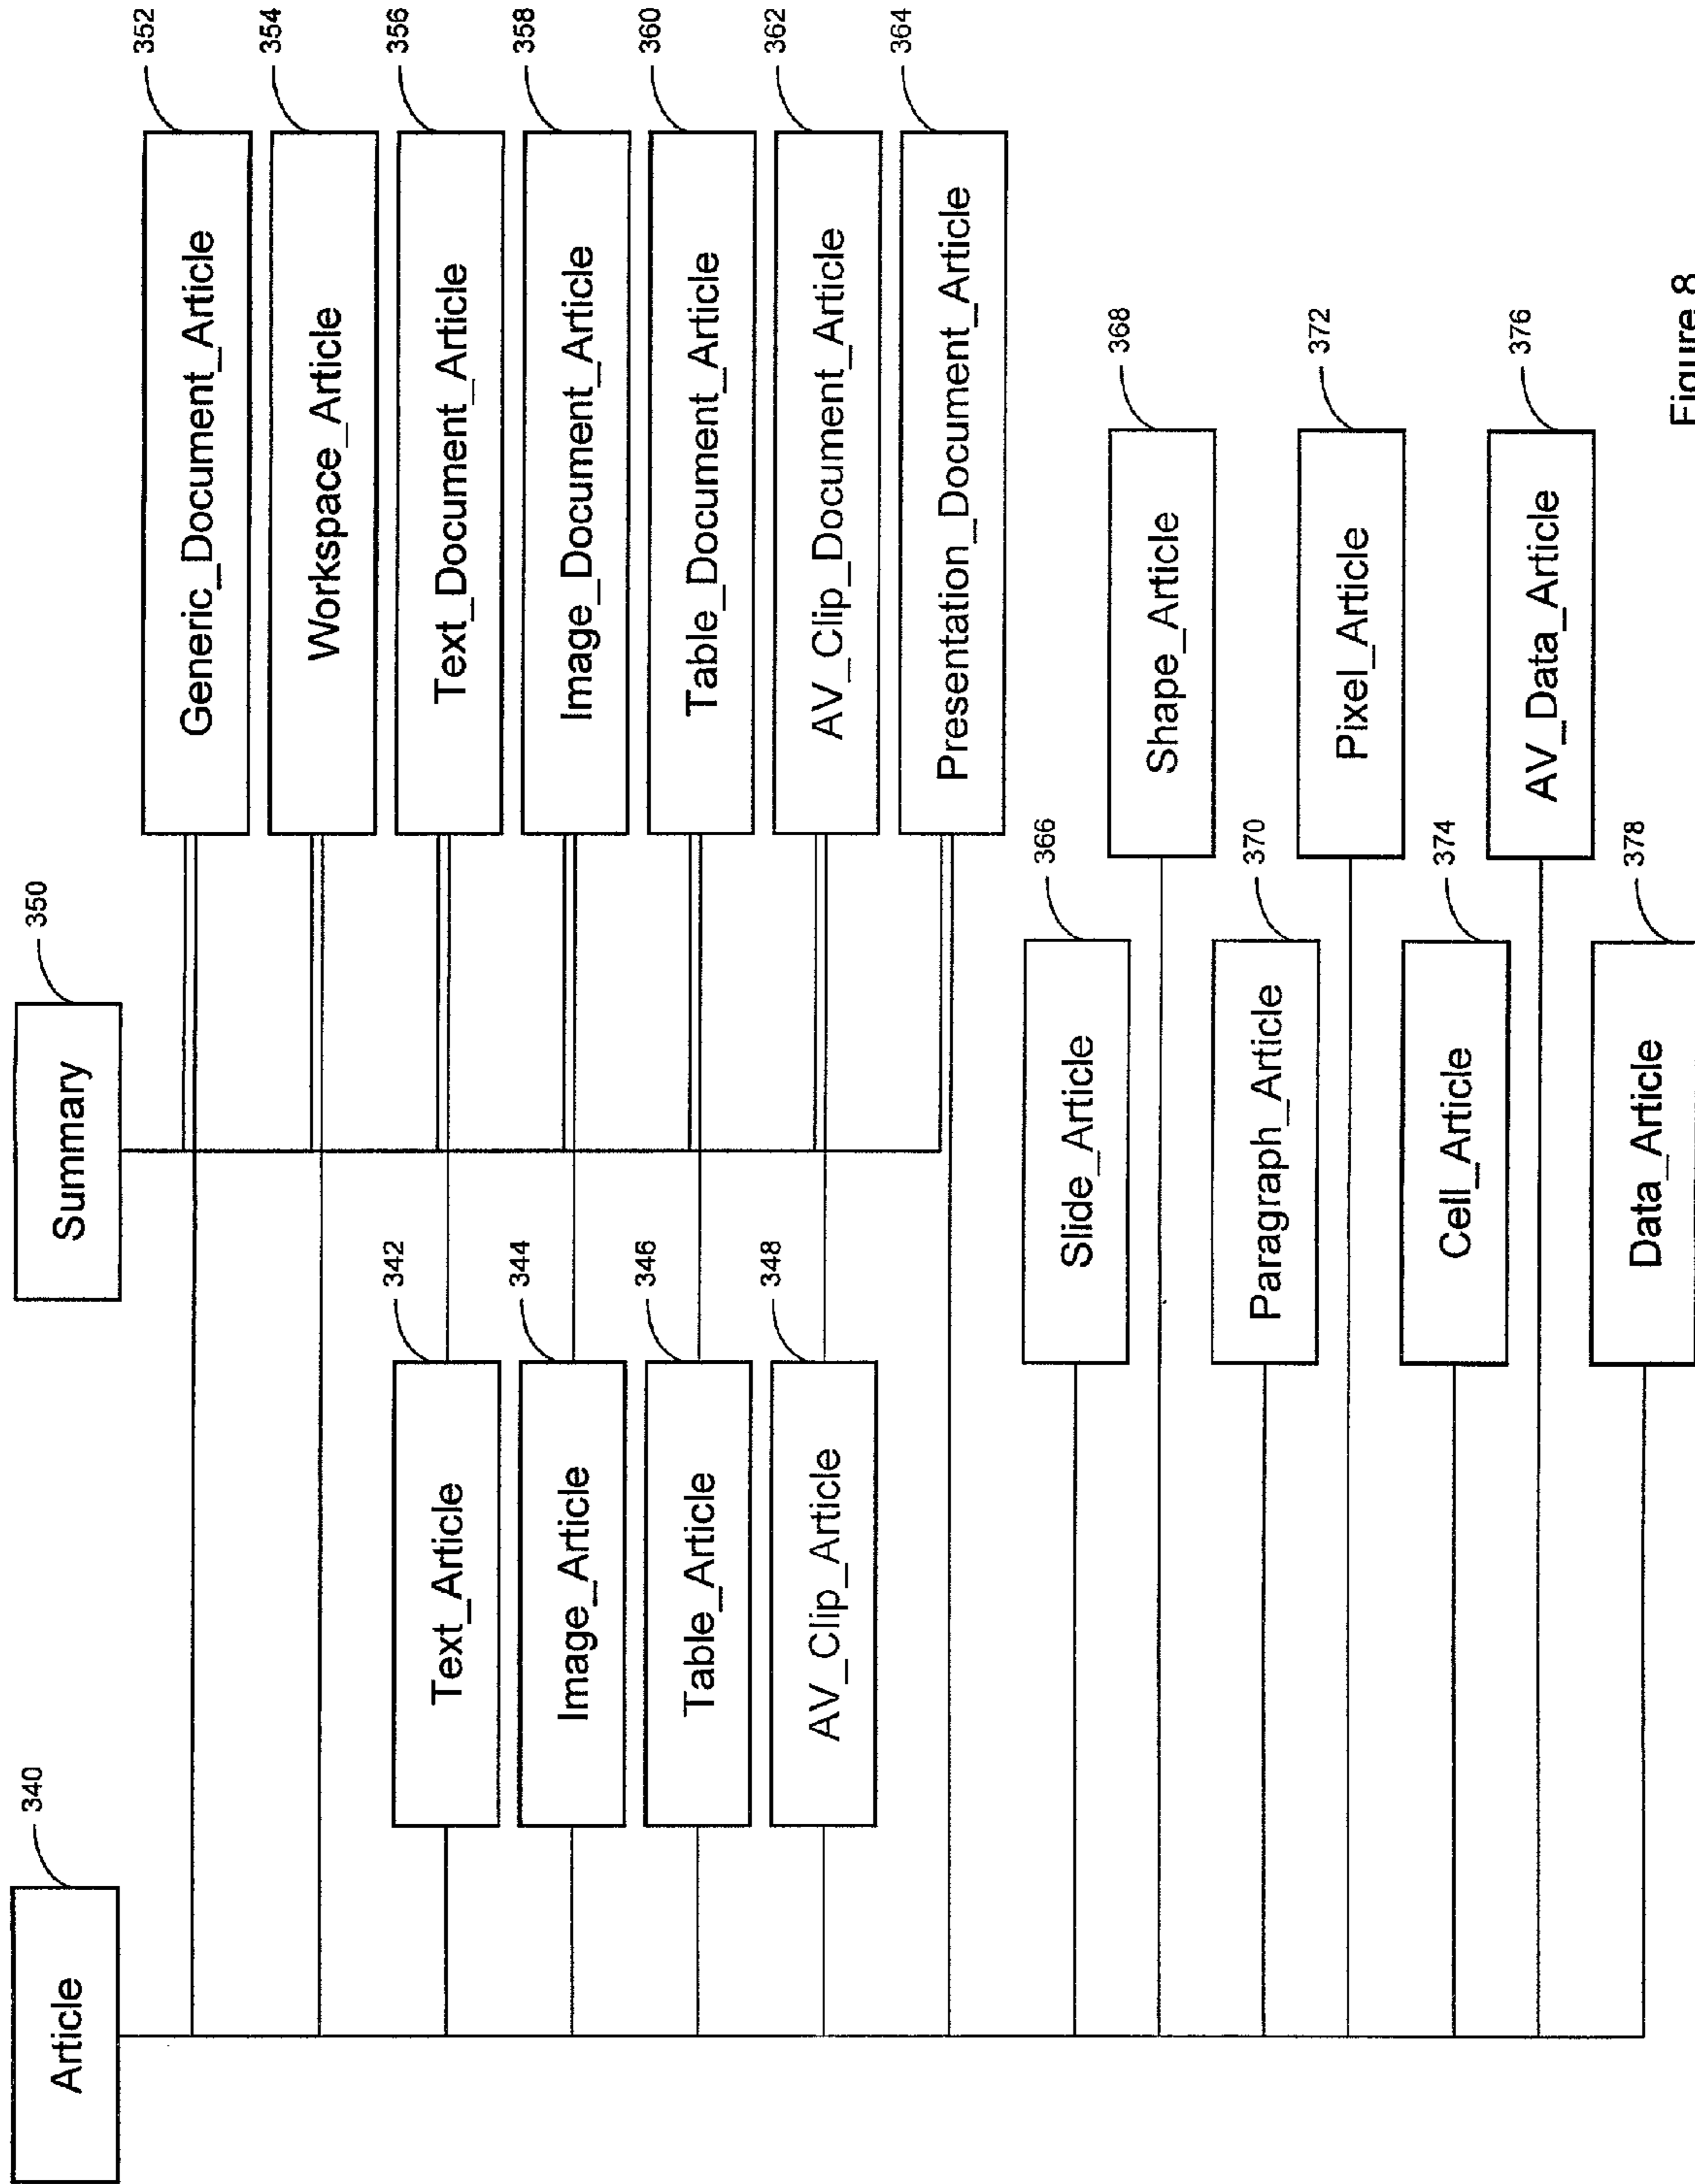 Article
340
Summary
350
Generic_Document_Article
352
Workspace_Article
354
Text_Article
342
Text_Document_Article
356
Image_Article
344
Image_Document_Article
358
Table_Article
346
Table_Document_Article
360
AV_Clip_Article
348
AV_Clip_Document_Article
362
Presentation_Document_Article
364
Slide_Article
366
Shape_Article
368
Paragraph_Article
370
Pixel_Article
372
Cell_Article
374
AV_Data_Article
376
Data_Article
378
Figure 8